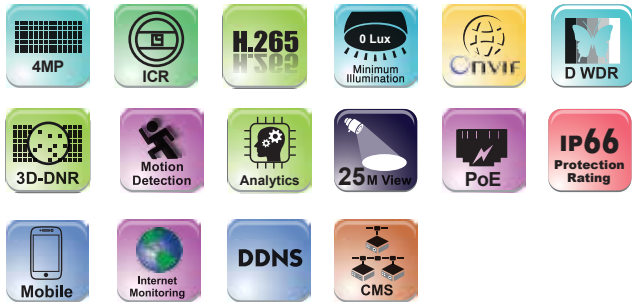 4MP
ICR
H.265
0 Lux
Minimum
Illumination
Onvif
D WDR
3D-DNR
Motion
Detection
Analytics
25M View
PoE
IP66
Protection
Rating
Mobile
Internet
Monitoring
DDNS
CMS